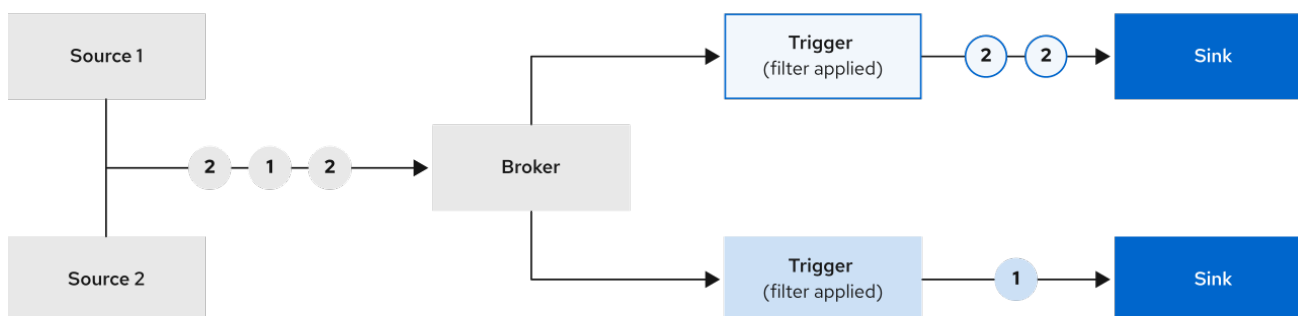 Source 1
Source 2
2 1 2
Broker
Trigger
(filter applied)
2 2
Sink
Trigger
(filter applied)
1
Sink